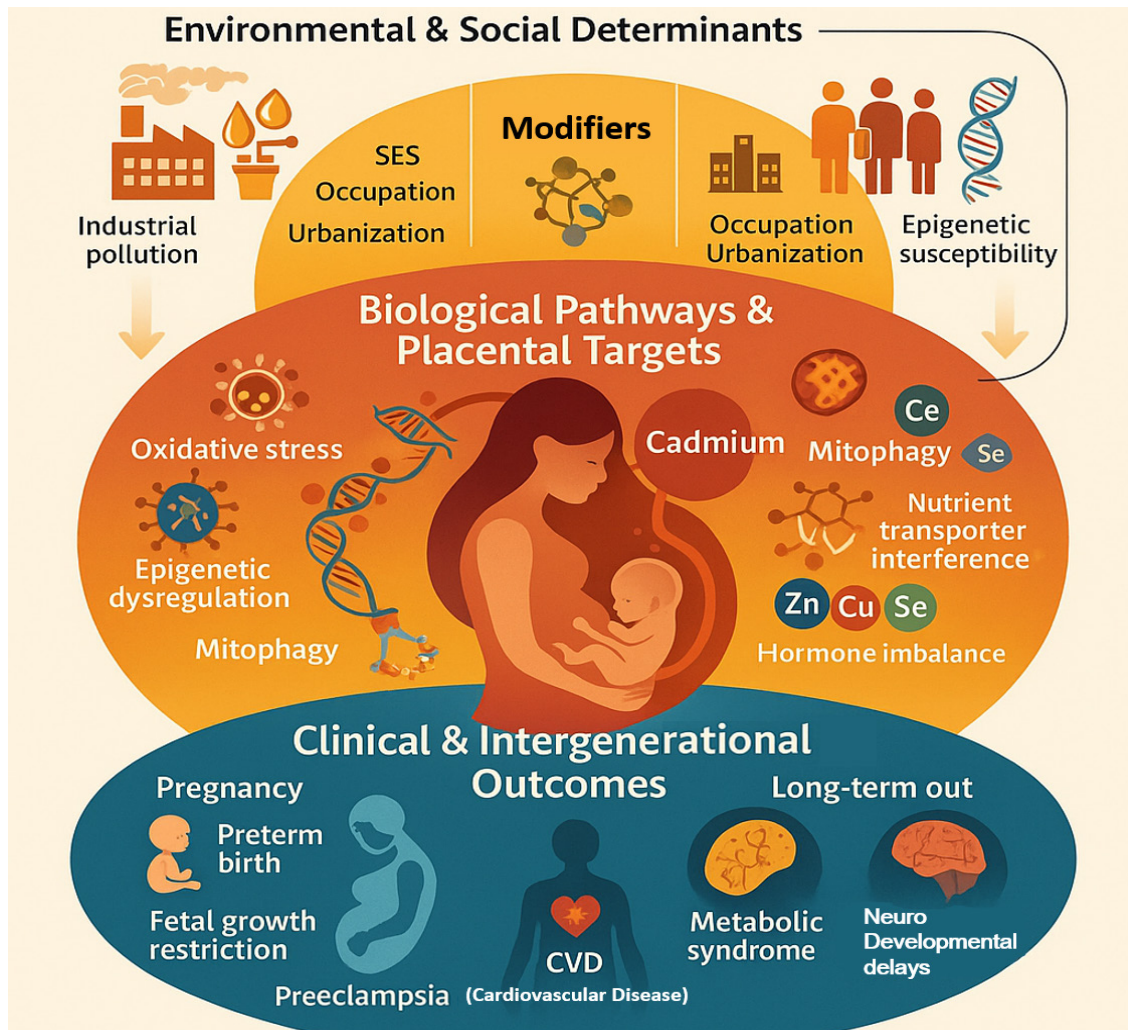 Environmental & Social Determinants
Industrial
pollution
SES
Occupation
Urbanization
Modifiers
Occupation
Urbanization
Epigenetic
susceptibility
Biological Pathways &
Placental Targets
Oxidative stress
Epigenetic
dysregulation
Mitophagy
Cadmium
Ce
Mitophagy
Se
Nutrient
transporter
interference
Zn Cu Se
Hormone imbalance
Clinical & Intergenerational
Outcomes
Pregnancy
Preterm
birth
Fetal growth
restriction
Preeclampsia
CVD
(Cardiovascular Disease)
Long-term out
Metabolic
syndrome
Neuro
Developmental
delays